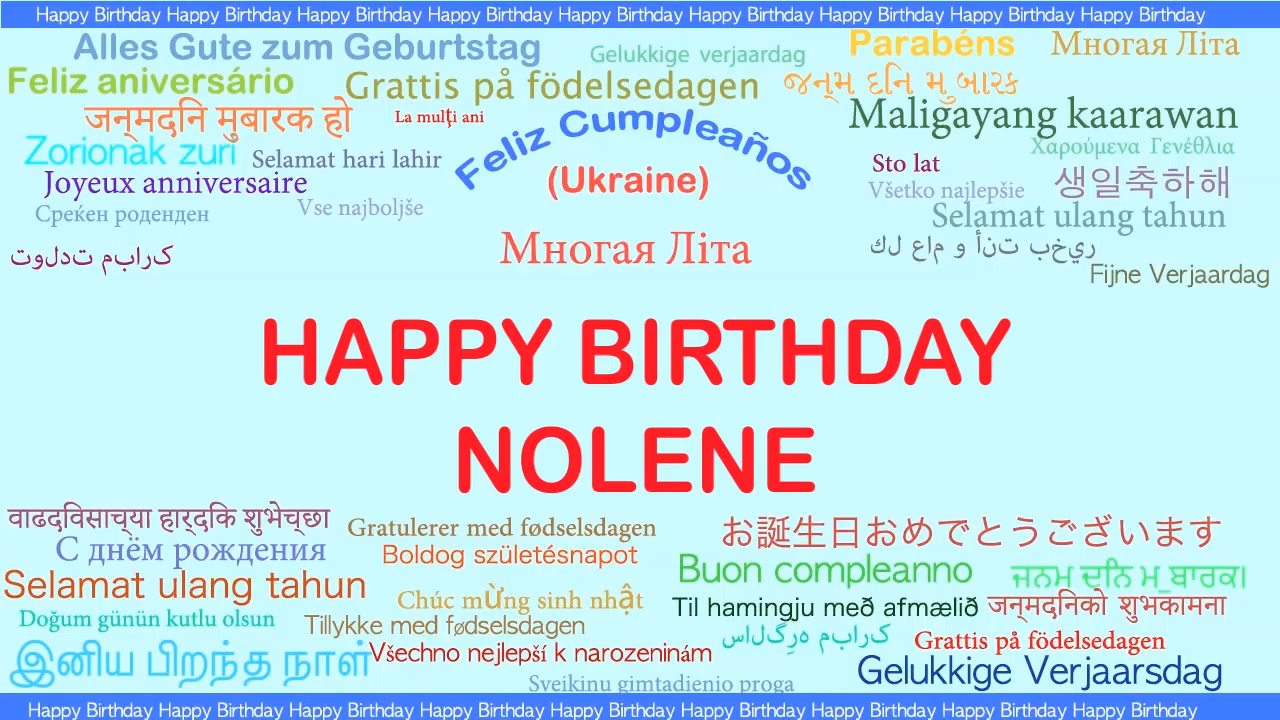 Happy Birthday Happy Birthday Happy Birthday Happy Birthday Happy Birthday Happy Birthday Happy Birthday Happy Birthday Happy Birthday
Alles Gute zum Geburtstag
Gelukkige verjaardag
Parabéns
Многая Літа
Feliz aniversário
Grattis på födelsedagen
જન્મ દિન મુબારક
जन्मदिन मुबारक हो
La mulţi ani
Feliz Cumpleaños
Maligayang kaarawan
Zorionak zuri
Selamat hari lahir
(Ukraine)
Sto lat
Χαρούμενα Γενέθλια
Joyeux anniversaire
Všetko najlepšie
생일축하해
Среќен роденден
Vse najboljše
Selamat ulang tahun
تولدت مبارک
Многая Літа
كل عام و أنت بخير
Fijne Verjaardag
HAPPY BIRTHDAY
NOLENE
वाढदिवसाच्या हार्दिक शुभेच्छा
Gratulerer med fødselsdagen
お誕生日おめでとうございます
С днём рождения
Boldog születésnapot
Buon compleanno
ਜਨਮ ਦਿਨ ਮੁਬਾਰਕ।
Selamat ulang tahun
Chúc mừng sinh nhật
Til hamingju með afmælið
जन्मदिनको शुभकामना
Doğum günün kutlu olsun
Tillykke med fødselsdagen
سالگرہ مبارک
Grattis på födelsedagen
இனிய பிறந்த நாள்
Všechno nejlepší k narozeninám
Gelukkige Verjaarsdag
Sveikinu gimtadienio proga
Happy Birthday Happy Birthday Happy Birthday Happy Birthday Happy Birthday Happy Birthday Happy Birthday Happy Birthday Happy Birthday